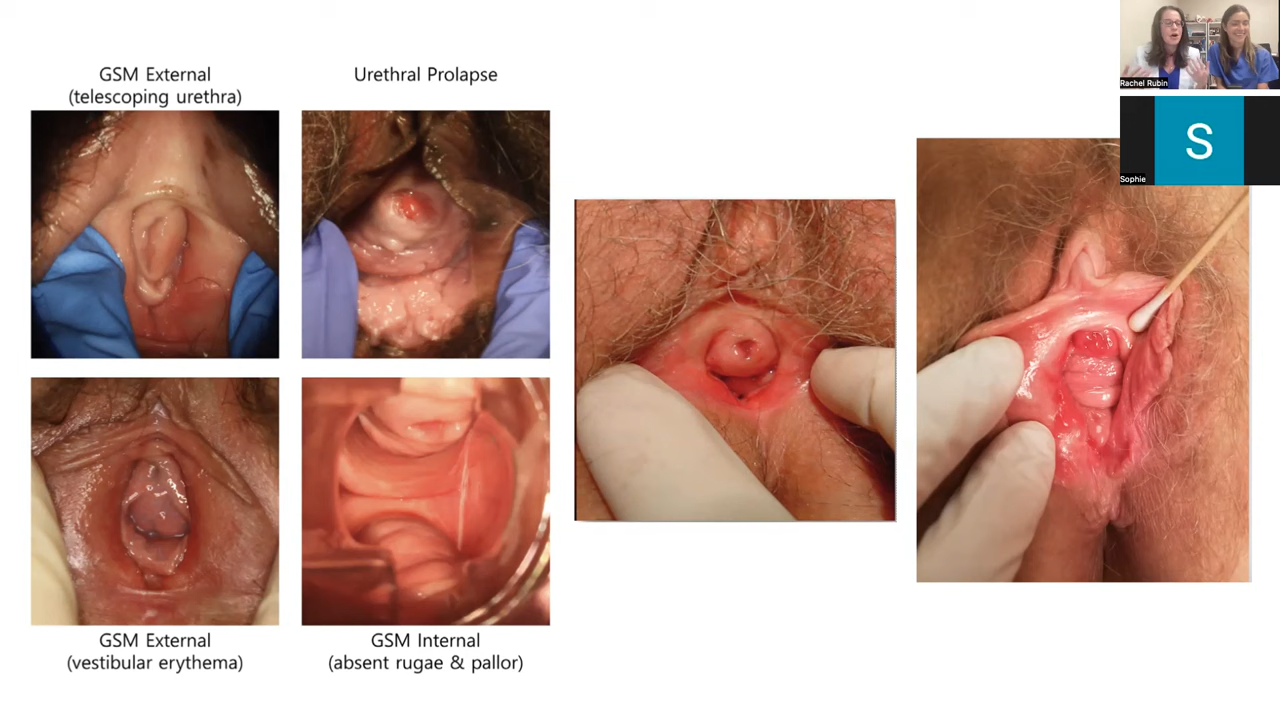 GSM External
(telescoping urethra)
Urethral Prolapse
GSM External
(vestibular erythema)
GSM Internal
(absent rugae & pallor)
Rachel Rubin
S
Sophie